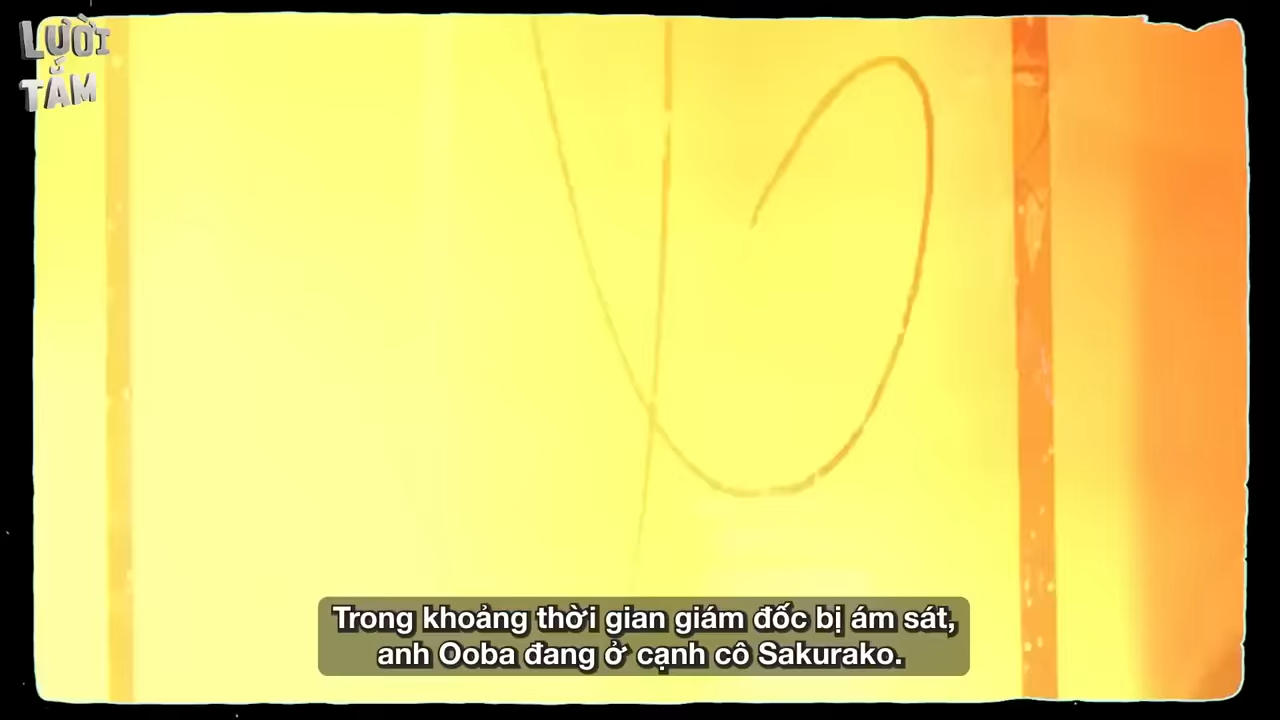 LƯỜI
TẮM
Trong khoảng thời gian giám đốc bị ám sát,
anh Ooba đang ở cạnh cô Sakurako.